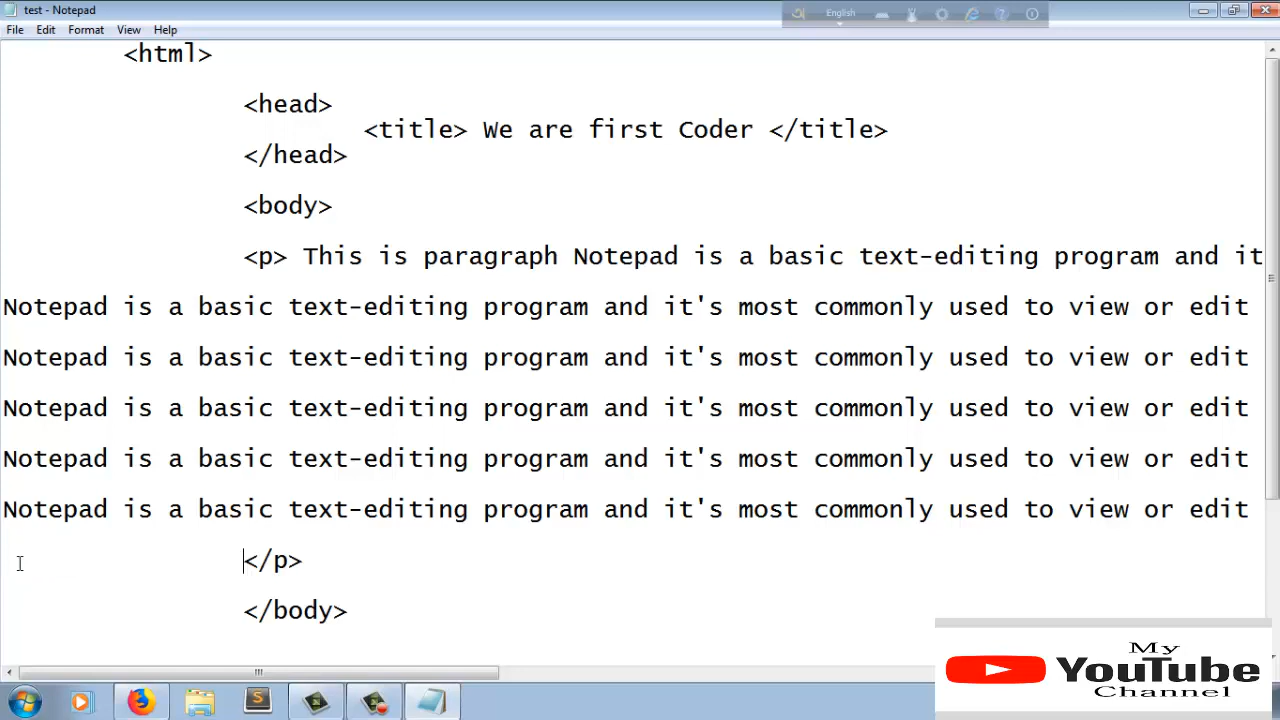 test - Notepad
English
File Edit Format View Help
<html>
<head>
<title> We are first Coder </title>
</head>
<body>
<p> This is paragraph Notepad is a basic text-editing program and it
Notepad is a basic text-editing program and it's most commonly used to view or edit
Notepad is a basic text-editing program and it's most commonly used to view or edit
Notepad is a basic text-editing program and it's most commonly used to view or edit
Notepad is a basic text-editing program and it's most commonly used to view or edit
Notepad is a basic text-editing program and it's most commonly used to view or edit
</p>
</body>
My
YouTube
Channel